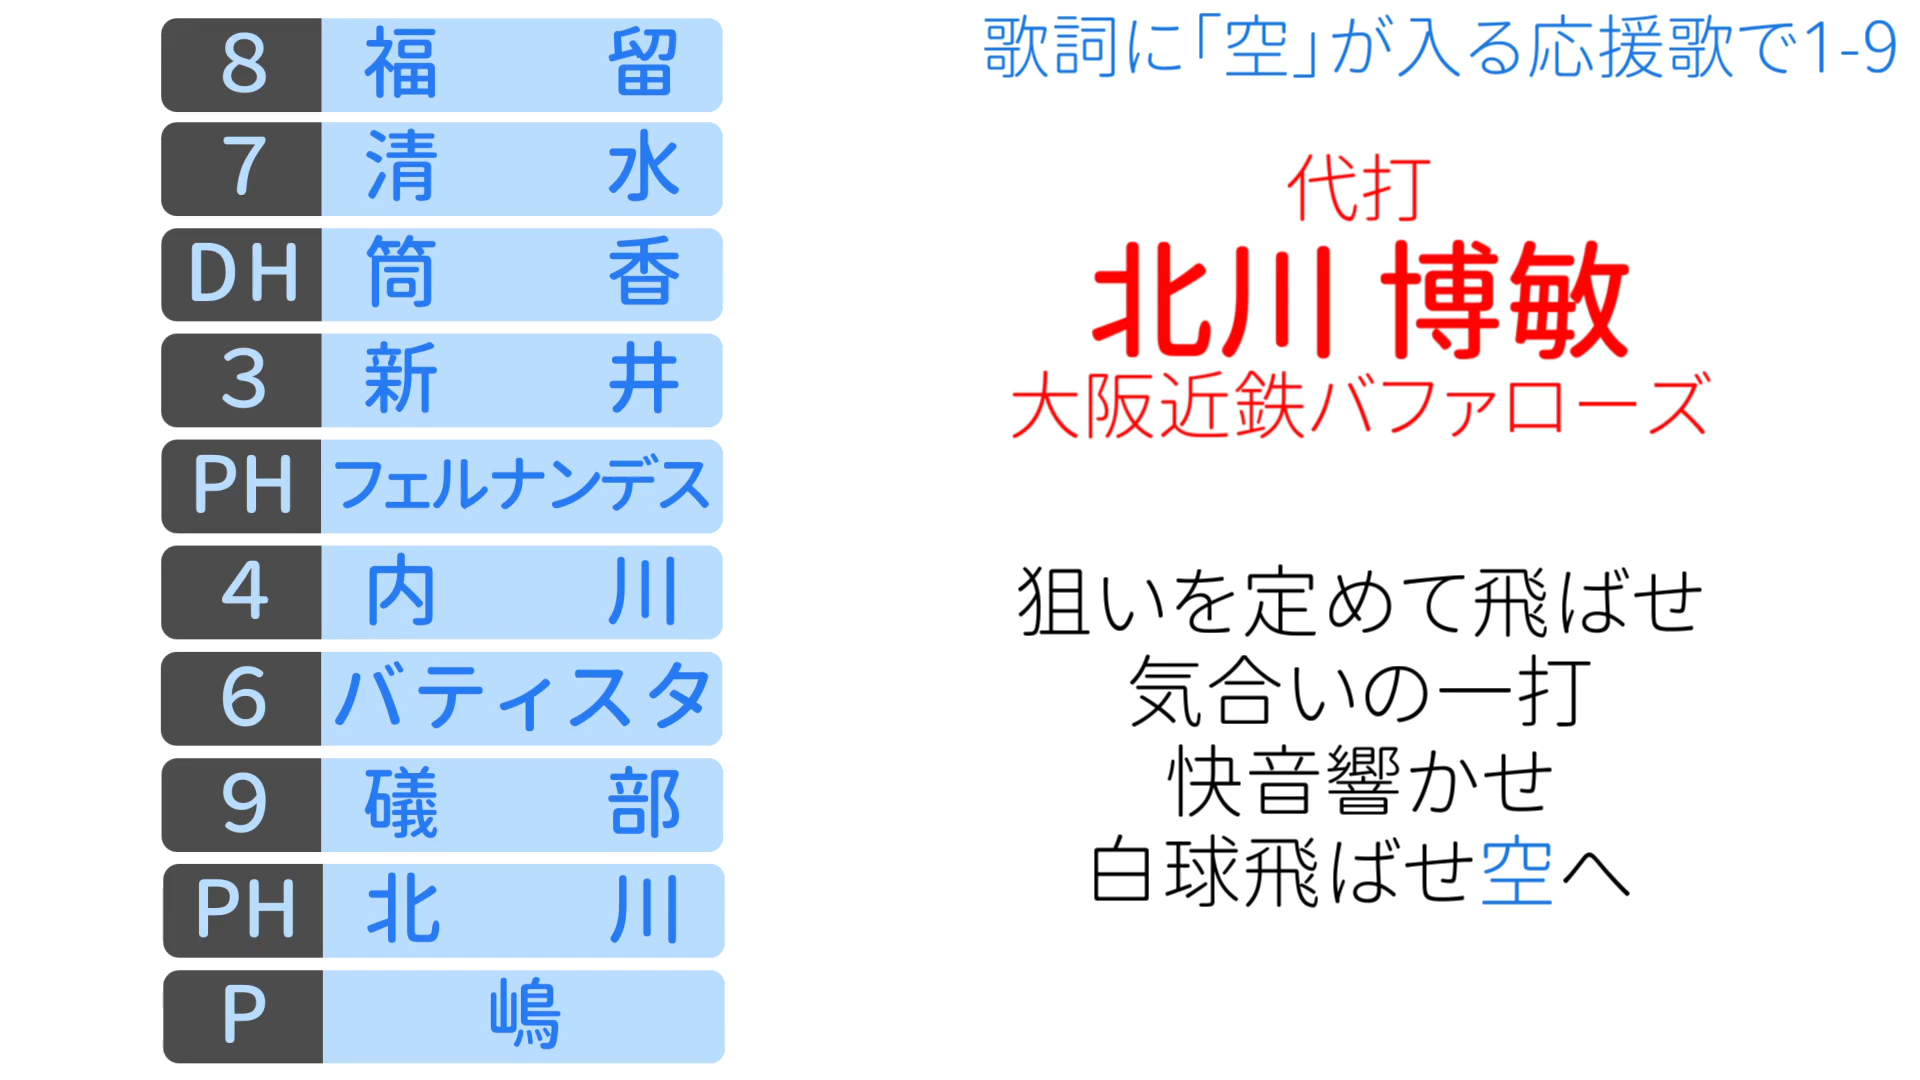 8 福留
7 清水
DH 筒香
3 新井
PH フェルナンデス
4 内川
6 バティスタ
9 礒部
PH 北川
P 嶋
歌詞に「空」が入る応援歌で1-9
代打
北川 博敏
大阪近鉄バファローズ
狙いを定めて飛ばせ
気合いの一打
快音響かせ
白球飛ばせ空へ